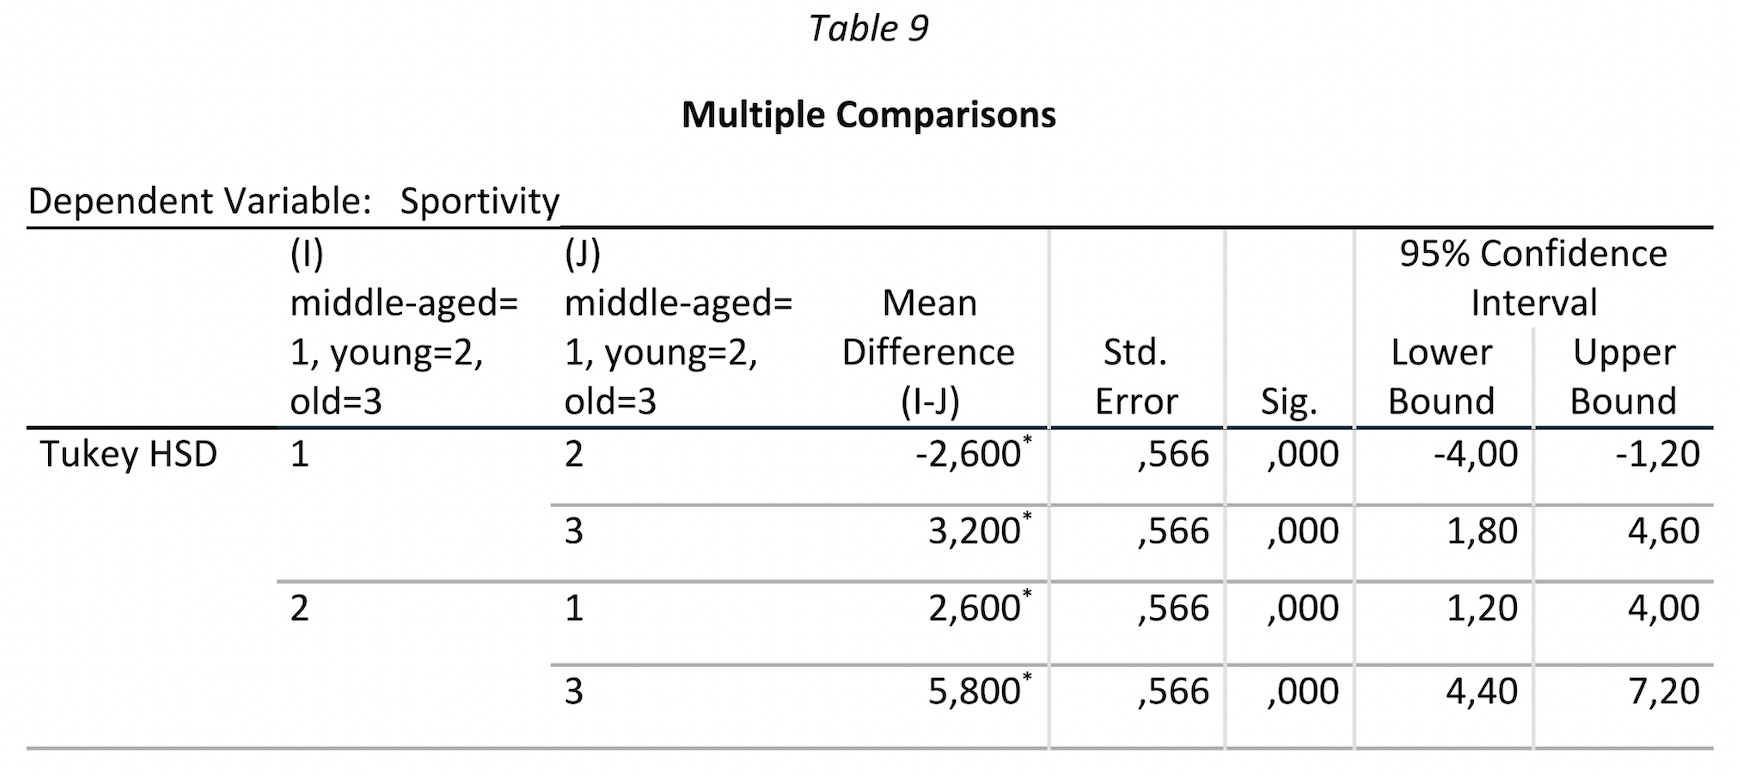 Table 9
Multiple Comparisons
Dependent Variable: Sportivity
(I) (J) 95% Confidence
middle-aged= middle-aged= Mean Interval
1, young=2, 1, young=2, Difference Std. Lower Upper
old=3 old=3 (I-J) Error Sig. Bound Bound
Tukey HSD 1 2 -2,600* ,566 ,000 -4,00 -1,20
3 3,200* ,566 ,000 1,80 4,60
2 1 2,600* ,566 ,000 1,20 4,00
3 5,800* ,566 ,000 4,40 7,20